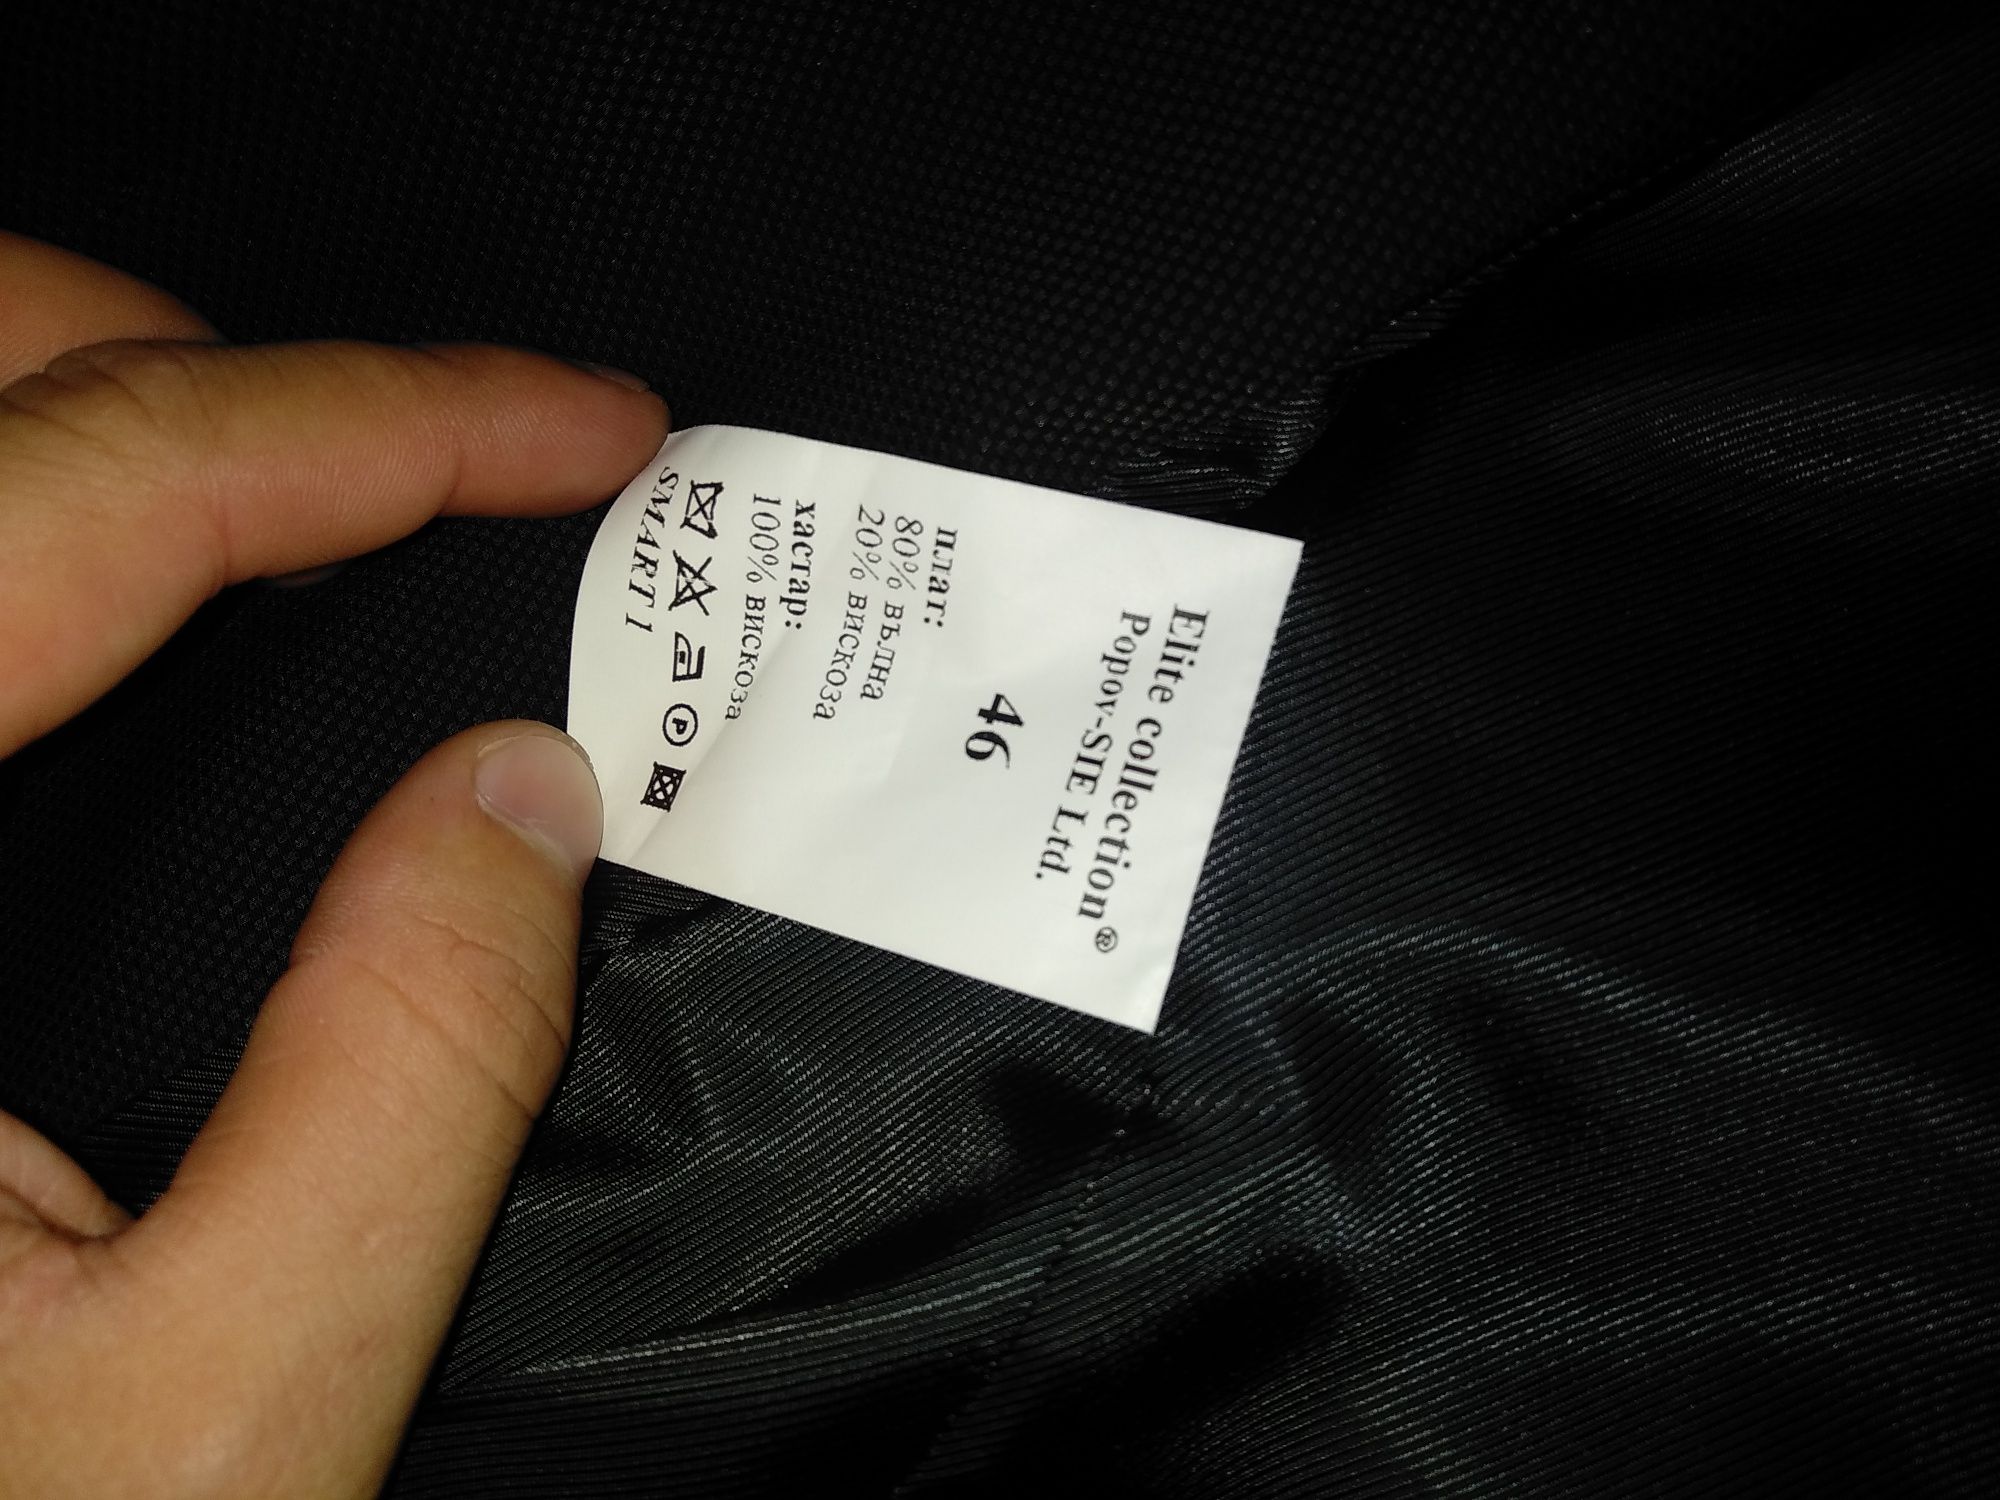 Elite collection®
Popov-SIE Ltd.
46
плат:
80% вълна
20% вискоза
хастар:
100% вискоза
P
SMART 1